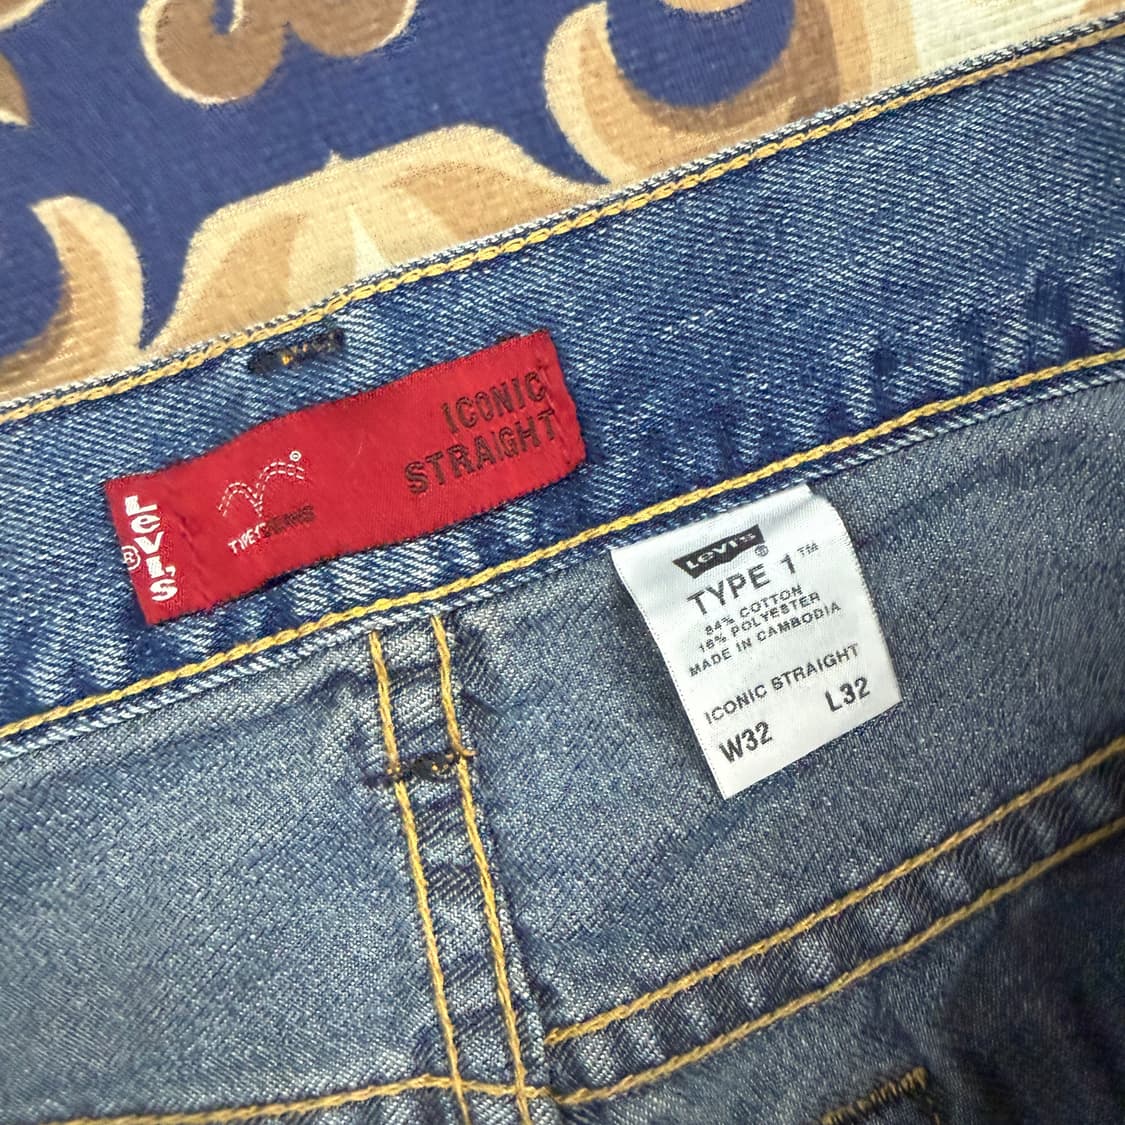 Levi's®
TYPE 1 JEANS
ICONIC
STRAIGHT
Levi's®
TYPE 1™
84% COTTON
16% POLYESTER
MADE IN CAMBODIA
ICONIC STRAIGHT
W32 L32